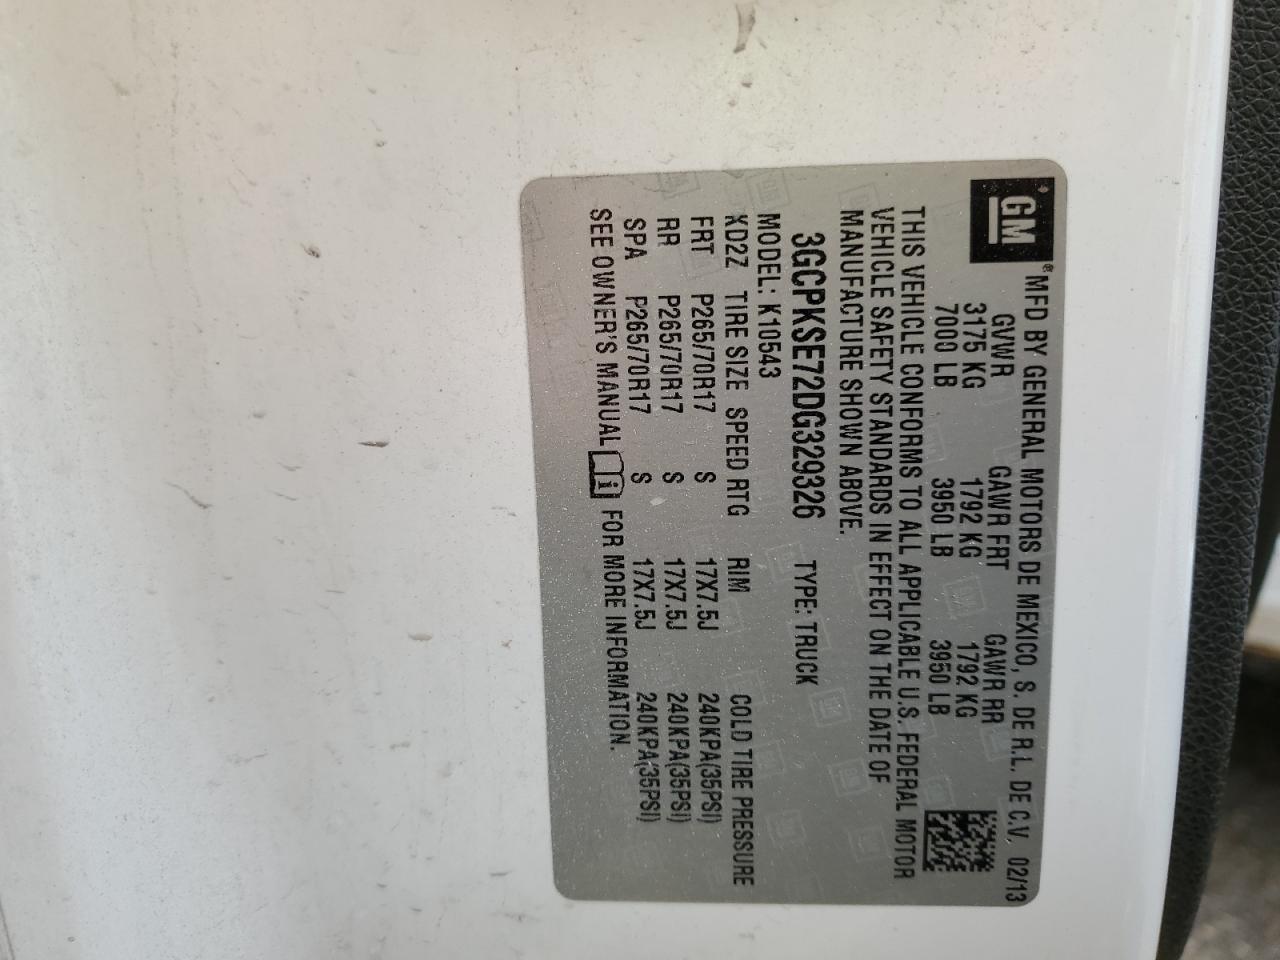 GM® MFD BY GENERAL MOTORS DE MEXICO, S. DE R.L. DE C.V. 02/13
GVWR GAWR FRT GAWR RR
3175 KG 1792 KG 1792 KG
7000 LB 3950 LB 3950 LB
THIS VEHICLE CONFORMS TO ALL APPLICABLE U.S. FEDERAL MOTOR
VEHICLE SAFETY STANDARDS IN EFFECT ON THE DATE OF
MANUFACTURE SHOWN ABOVE.
3GCPKSE72DG329326 TYPE: TRUCK
MODEL: K10543
XD2Z TIRE SIZE SPEED RTG RIM COLD TIRE PRESSURE
FRT P265/70R17 S 17X7.5J 240KPA(35PSI)
RR P265/70R17 S 17X7.5J 240KPA(35PSI)
SPA P265/70R17 S 17X7.5J 240KPA(35PSI)
SEE OWNER'S MANUAL i FOR MORE INFORMATION.